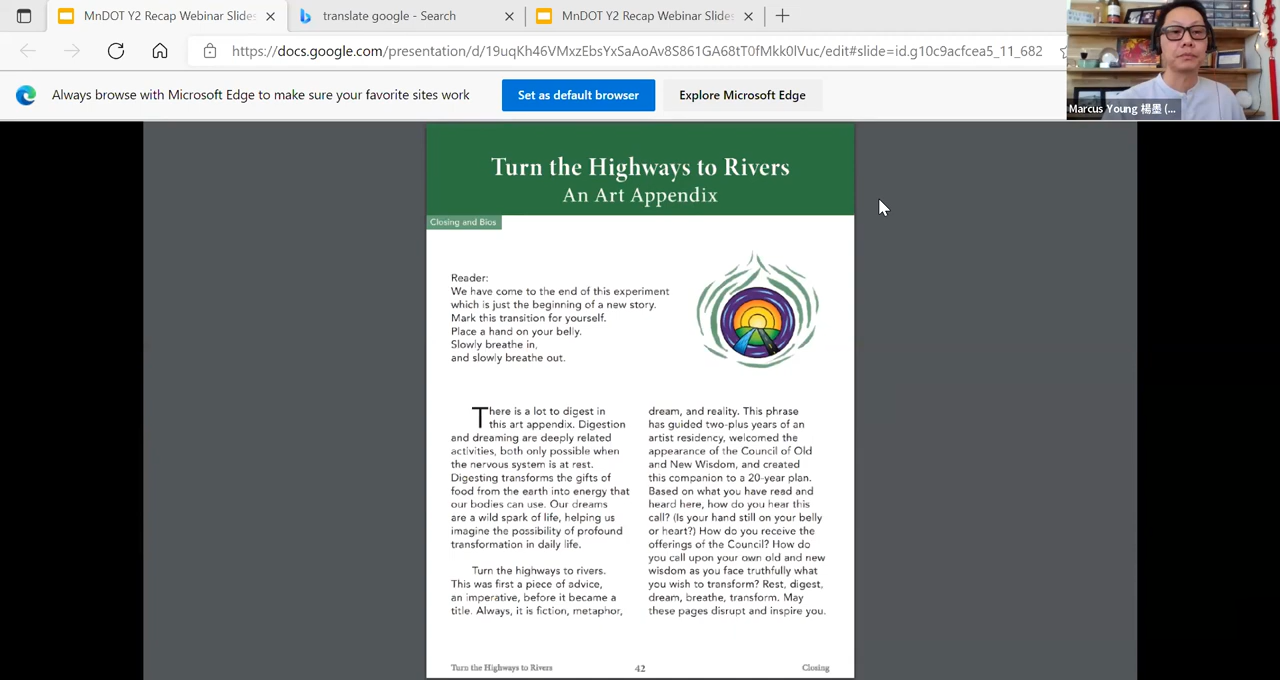 MnDOT Y2 Recap Webinar Slides
translate google - Search
MnDOT Y2 Recap Webinar Slides
https://docs.google.com/presentation/d/19uqKh46VMxzEbsYxSaAoAv8S861GA68tT0fMkk0lVuc/edit#slide=id.g10c9acfcea5_11_682
Always browse with Microsoft Edge to make sure your favorite sites work
Set as default browser
Explore Microsoft Edge
Marcus Young 楊墨 (...
Turn the Highways to Rivers
An Art Appendix
Closing and Bios
Reader:
We have come to the end of this experiment
which is just the beginning of a new story.
Mark this transition for yourself.
Place a hand on your belly.
Slowly breathe in,
and slowly breathe out.
There is a lot to digest in
this art appendix. Digestion
and dreaming are deeply related
activities, both only possible when
the nervous system is at rest.
Digesting transforms the gifts of
food from the earth into energy that
our bodies can use. Our dreams
are a wild spark of life, helping us
imagine the possibility of profound
transformation in daily life.
Turn the highways to rivers.
This was first a piece of advice,
an imperative, before it became a
title. Always, it is fiction, metaphor,
dream, and reality. This phrase
has guided two-plus years of an
artist residency, welcomed the
appearance of the Council of Old
and New Wisdom, and created
this companion to a 20-year plan.
Based on what you have read and
heard here, how do you hear this
call? (Is your hand still on your belly
or heart?) How do you receive the
offerings of the Council? How do
you call upon your own old and new
wisdom as you face truthfully what
you wish to transform? Rest, digest,
dream, breathe, transform. May
these pages disrupt and inspire you.
Turn the Highways to Rivers
42
Closing